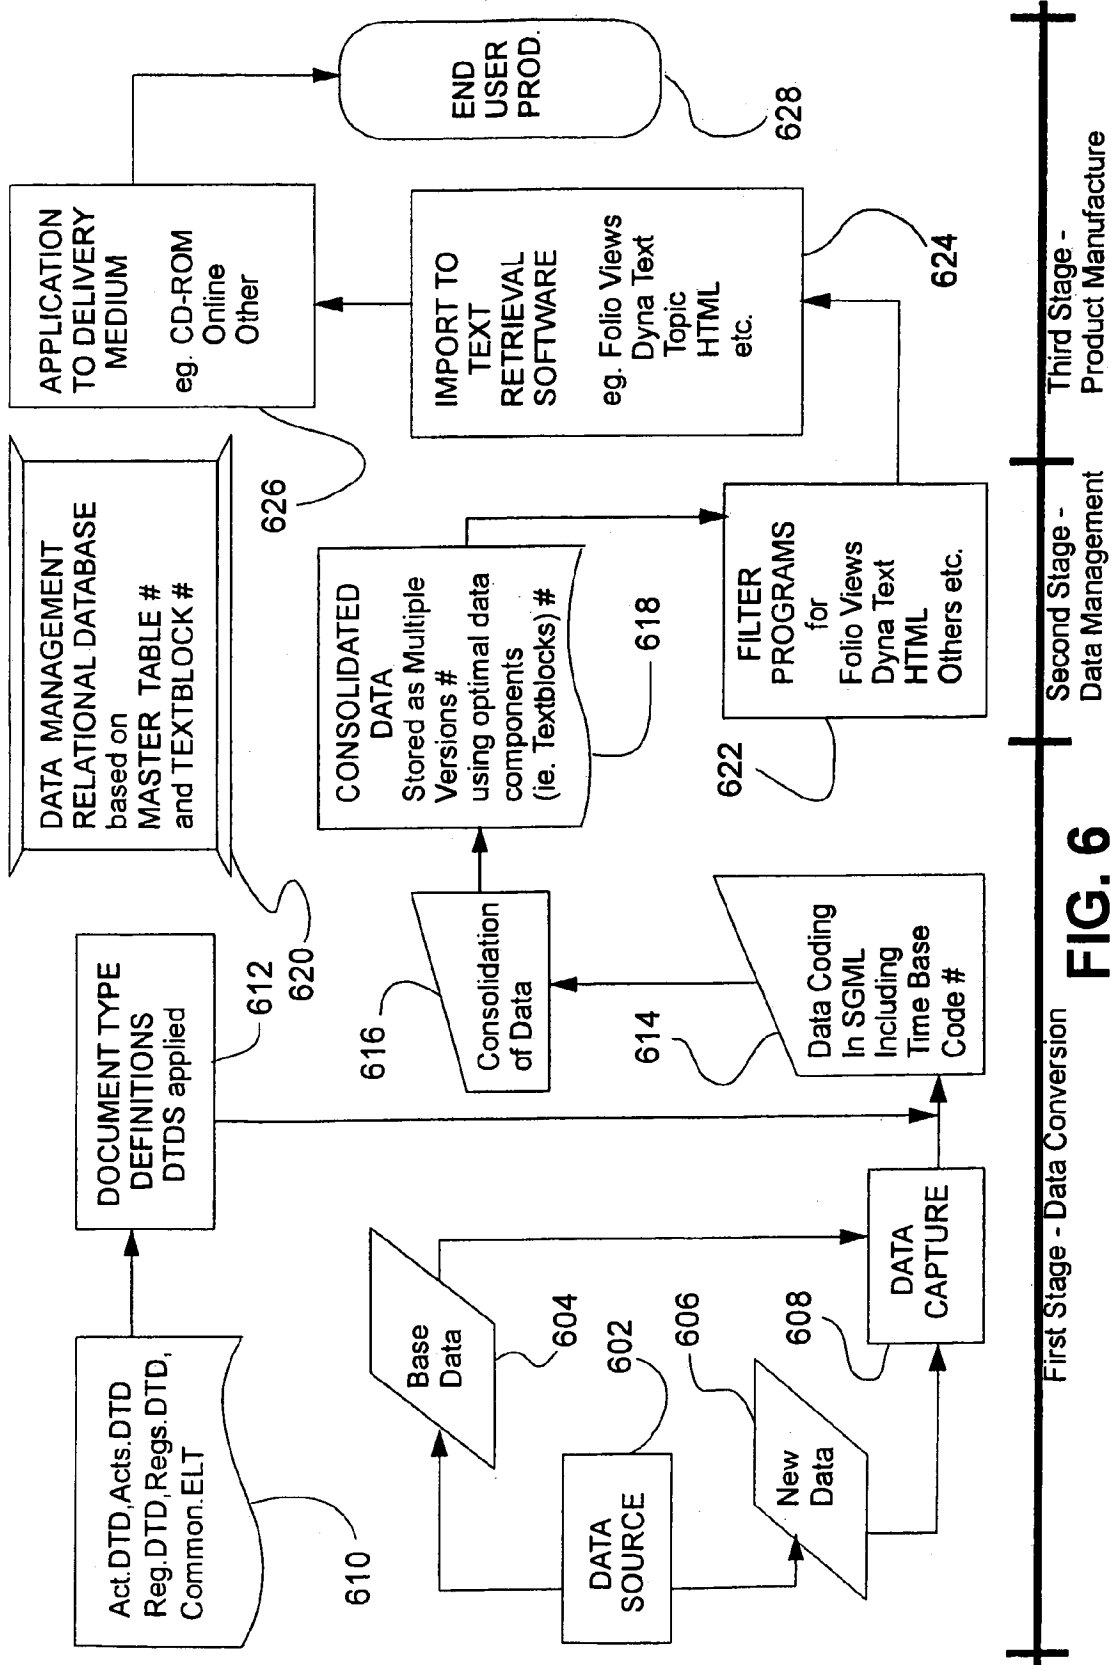 Act.DTD,Acts.DTD
Reg.DTD,Regs.DTD,
Common.ELT
610
DOCUMENT TYPE
DEFINITIONS
DTDS applied
612
DATA MANAGEMENT
RELATIONAL DATABASE
based on
MASTER TABLE #
and TEXTBLOCK #
620
APPLICATION
TO DELIVERY
MEDIUM
eg. CD-ROM
Online
Other
626
END
USER
PROD.
628
Base
Data
604
DATA
SOURCE
602
New
Data
606
DATA
CAPTURE
608
Data Coding
In SGML
Including
Time Base
Code #
614
Consolidation
of Data
616
CONSOLIDATED
DATA
Stored as Multiple
Versions #
using optimal data
components
(ie. Textblocks) #
618
FILTER
PROGRAMS
for
Folio Views
Dyna Text
HTML
Others etc.
622
IMPORT TO
TEXT
RETRIEVAL
SOFTWARE
eg. Folio Views
Dyna Text
Topic
HTML
etc.
624
First Stage - Data Conversion
Second Stage -
Data Management
Third Stage -
Product Manufacture
FIG. 6